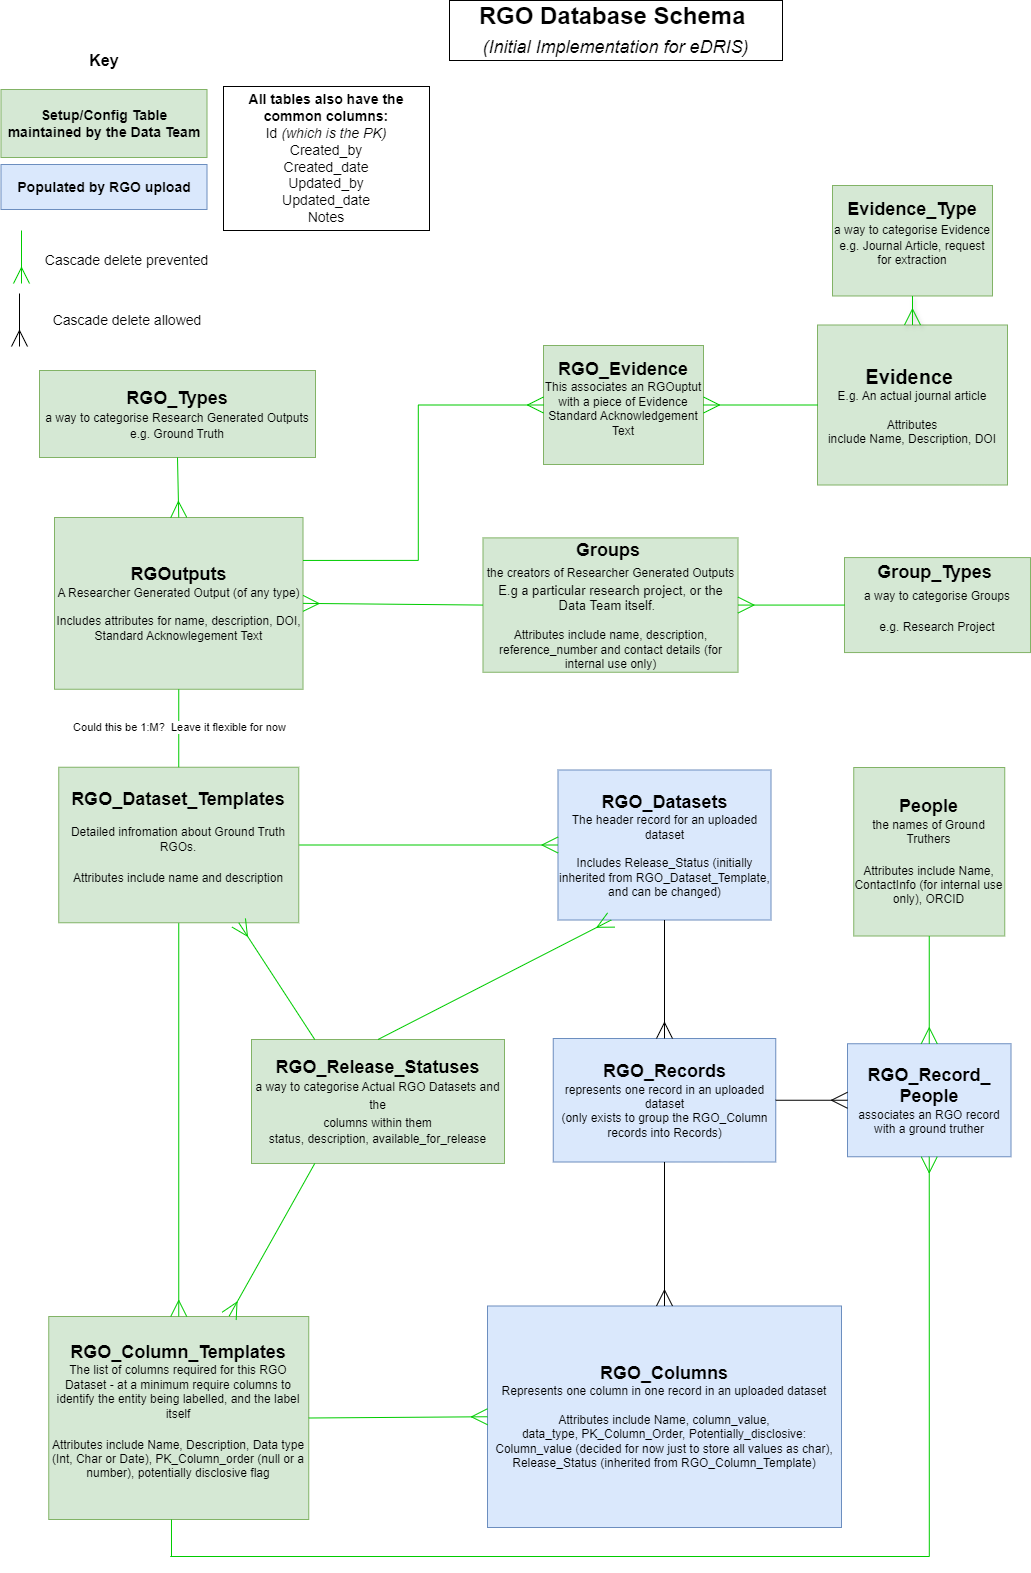 RGO Database Schema
(Initial Implementation for eDRIS)
Key
Setup/Config Table
maintained by the Data Team
Populated by RGO upload
All tables also have the
common columns:
Id (which is the PK)
Created_by
Created_date
Updated_by
Updated_date
Notes
Cascade delete prevented
Cascade delete allowed
Evidence_Type
a way to categorise Evidence
e.g. Journal Article, request
for extraction
RGO_Types
a way to categorise Research Generated Outputs
e.g. Ground Truth
RGO_Evidence
This associates an RGOuptut
with a piece of Evidence
Standard Acknowledgement
Text
Evidence
E.g. An actual journal article
Attributes
include Name, Description, DOI
RGOutputs
A Researcher Generated Output (of any type)
Includes attributes for name, description, DOI,
Standard Acknowlegement Text
Groups
the creators of Researcher Generated Outputs
E.g a particular research project, or the
Data Team itself.
Attributes include name, description,
reference_number and contact details (for
internal use only)
Group_Types
a way to categorise Groups
e.g. Research Project
Could this be 1:M?  Leave it flexible for now
RGO_Dataset_Templates
Detailed infromation about Ground Truth
RGOs.
Attributes include name and description
RGO_Datasets
The header record for an uploaded
dataset
Includes Release_Status (initially
inherited from RGO_Dataset_Template,
and can be changed)
People
the names of Ground
Truthers
Attributes include Name,
ContactInfo (for internal use
only), ORCID
RGO_Release_Statuses
a way to categorise Actual RGO Datasets and
the
columns within them
status, description, available_for_release
RGO_Records
represents one record in an uploaded
dataset
(only exists to group the RGO_Column
records into Records)
RGO_Record_
People
associates an RGO record
with a ground truther
RGO_Column_Templates
The list of columns required for this RGO
Dataset - at a minimum require columns to
identify the entity being labelled, and the label
itself
Attributes include Name, Description, Data type
(Int, Char or Date), PK_Column_order (null or a
number), potentially disclosive flag
RGO_Columns
Represents one column in one record in an uploaded dataset
Attributes include Name, column_value,
data_type, PK_Column_Order, Potentially_disclosive:
Column_value (decided for now just to store all values as char),
Release_Status (inherited from RGO_Column_Template)